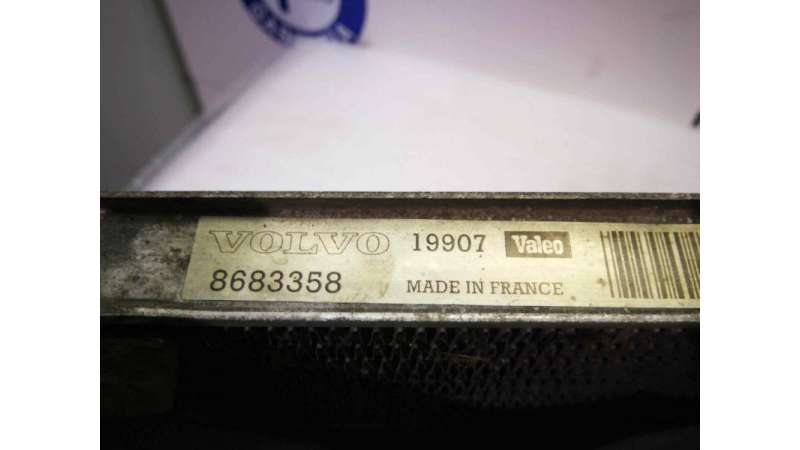 VOLVO 19907 Valeo
8683358 MADE IN FRANCE